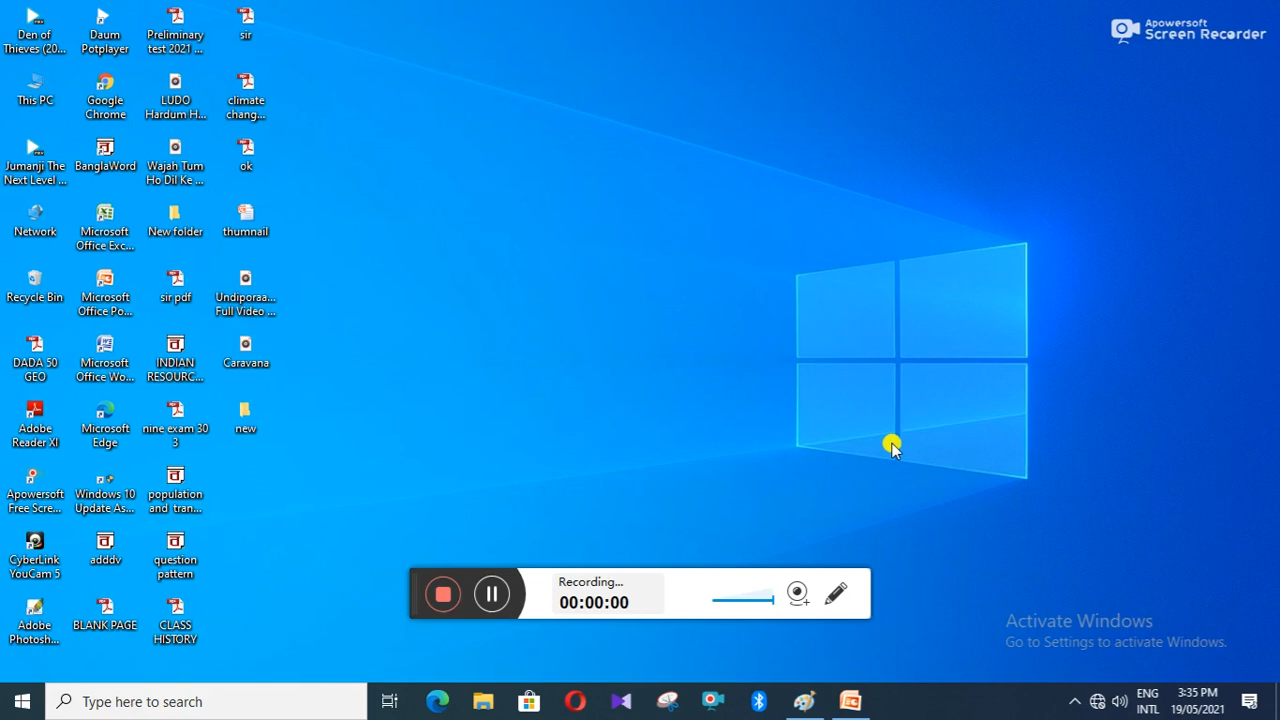 Den of
Thieves (20...
Daum
Potplayer
Preliminary
test 2021 ...
sir
Apowersoft
Screen Recorder
This PC
Google
Chrome
LUDO
Hardum H...
climate
chang...
Jumanji The
Next Level ...
BanglaWord
Wajah Tum
Ho Dil Ke ...
ok
Network
Microsoft
Office Exc...
New folder
thumnail
Recycle Bin
Microsoft
Office Po...
sir pdf
Undiporaa...
Full Video ...
DADA 50
GEO
Microsoft
Office Wo...
INDIAN
RESOURC...
Caravana
Adobe
Reader XI
Microsoft
Edge
nine exam 30
3
new
Apowersoft
Free Scre...
Windows 10
Update As...
population
and tran...
CyberLink
YouCam 5
adddv
question
pattern
Adobe
Photosh...
BLANK PAGE
CLASS
HISTORY
Recording...
00:00:00
Activate Windows
Go to Settings to activate Windows.
Type here to search
ENG
INTL
3:35 PM
19/05/2021